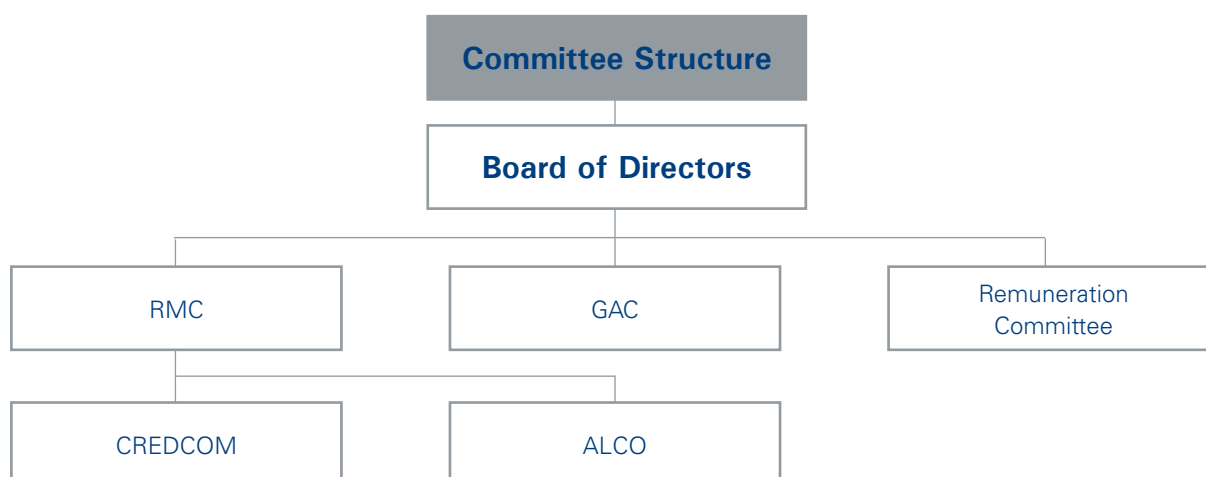 Committee Structure
Board of Directors
RMC
GAC
Remuneration
Committee
CREDCOM
ALCO